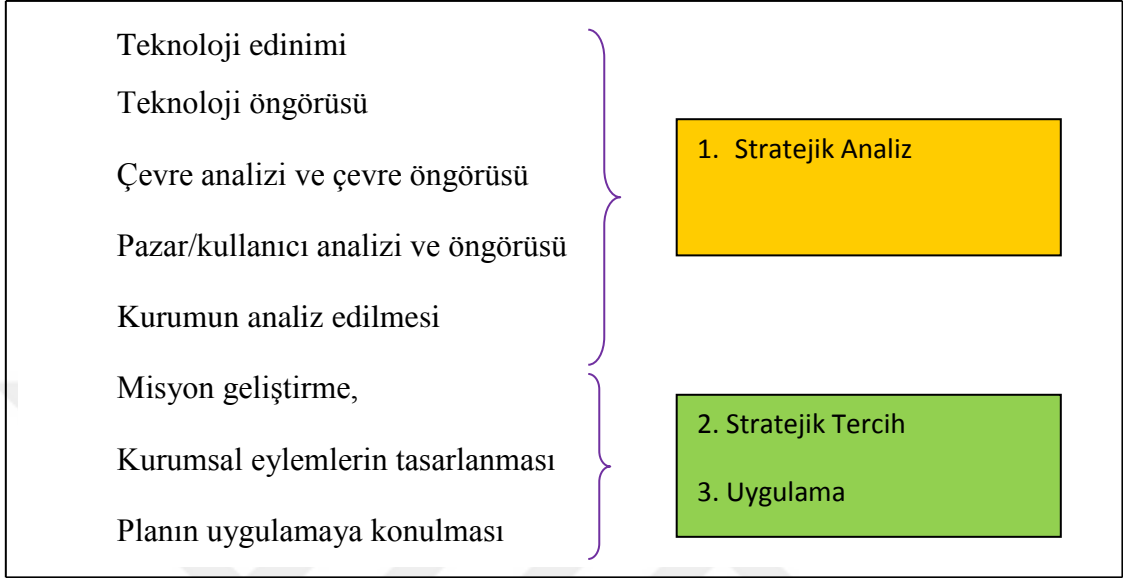 Teknoloji edinimi
Teknoloji öngörüsü
Çevre analizi ve çevre öngörüsü
Pazar/kullanıcı analizi ve öngörüsü
Kurumun analiz edilmesi
Misyon geliştirme,
Kurumsal eylemlerin tasarlanması
Planın uygulamaya konulması
1. Stratejik Analiz
2. Stratejik Tercih
3. Uygulama